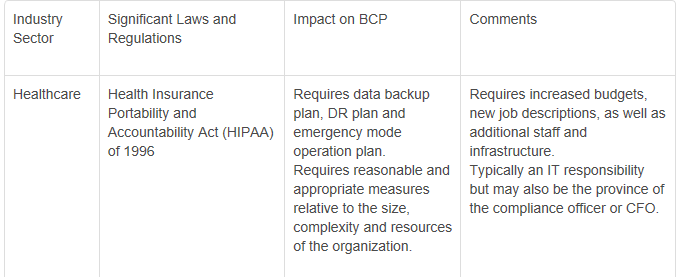 Industry Sector
Significant Laws and Regulations
Impact on BCP
Comments
Healthcare
Health Insurance
Portability and
Accountability Act (HIPAA)
of 1996
Requires data backup
plan, DR plan and
emergency mode
operation plan.
Requires reasonable and
appropriate measures
relative to the size,
complexity and resources
of the organization.
Requires increased budgets,
new job descriptions, as well as
additional staff and
infrastructure.
Typically an IT responsibility
but may also be the province of
the compliance officer or CFO.